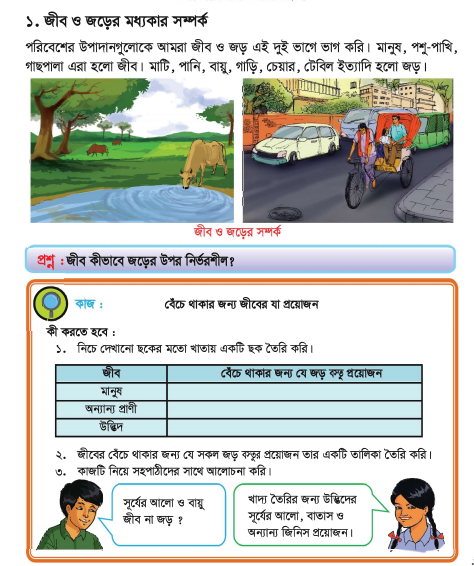 ১. জীব ও জড়ের মধ্যকার সম্পর্ক
পরিবেশের উপাদানগুলোকে আমরা জীব ও জড় এই দুই ভাগে ভাগ করি। মানুষ, পশু-পাখি,
গাছপালা এরা হলো জীব। মাটি, পানি, বায়ু, গাড়ি, চেয়ার, টেবিল ইত্যাদি হলো জড়।
জীব ও জড়ের সম্পর্ক
প্রশ্ন : জীব কীভাবে জড়ের উপর নির্ভরশীল?
কাজ : বেঁচে থাকার জন্য জীবের যা প্রয়োজন
কী করতে হবে :
১. নিচে দেখানো ছকের মতো খাতায় একটি ছক তৈরি করি।
জীব বেঁচে থাকার জন্য যে জড় বস্তু প্রয়োজন
মানুষ
অন্যান্য প্রাণী
উদ্ভিদ
২. জীবের বেঁচে থাকার জন্য যে সকল জড় বস্তুর প্রয়োজন তার একটি তালিকা তৈরি করি।
৩. কাজটি নিয়ে সহপাঠীদের সাথে আলোচনা করি।
সূর্যের আলো ও বায়ু
জীব না জড় ?
খাদ্য তৈরির জন্য উদ্ভিদের
সূর্যের আলো, বাতাস ও
অন্যান্য জিনিস প্রয়োজন।